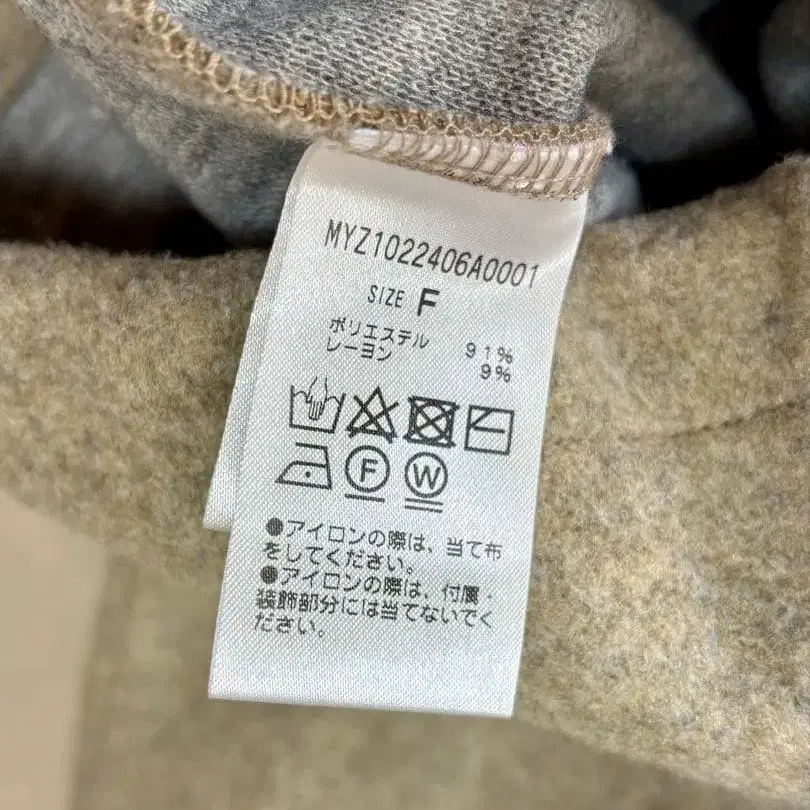 MYZ1022406A0001
SIZE F
ポリエステル 91%
レーヨン 9%
F W
●アイロンの際は、当て布
をしてください。
●アイロンの際は、付属・
装飾部分には当てないでく
ださい。